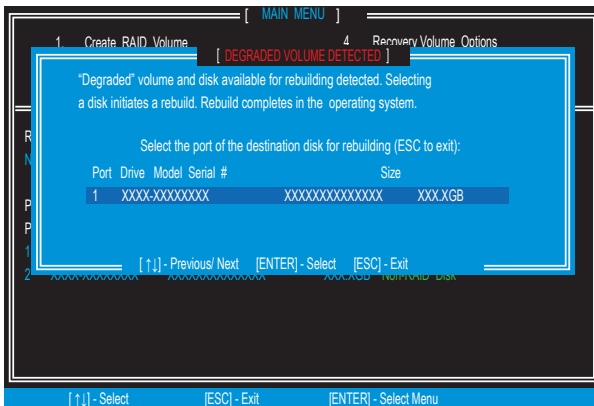 [ MAIN MENU ]
1. Create RAID Volume 4 Recovery Volume Options
[ DEGRADED VOLUME DETECTED ]
“Degraded” volume and disk available for rebuilding detected. Selecting
a disk initiates a rebuild. Rebuild completes in the operating system.
R
N
Select the port of the destination disk for rebuilding (ESC to exit):
Port Drive Model Serial # Size
1 XXXX-XXXXXXXX XXXXXXXXXXXXXX XXX.XGB
P
P
1
[ ↑↓] - Previous/ Next [ENTER] - Select [ESC] - Exit
2 XXXX-XXXXXXXXX XXXXXXXXXXXXXXX XXX.XGB Non-RAID Disk
[ ↑↓] - Select [ESC] - Exit [ENTER] - Select Menu